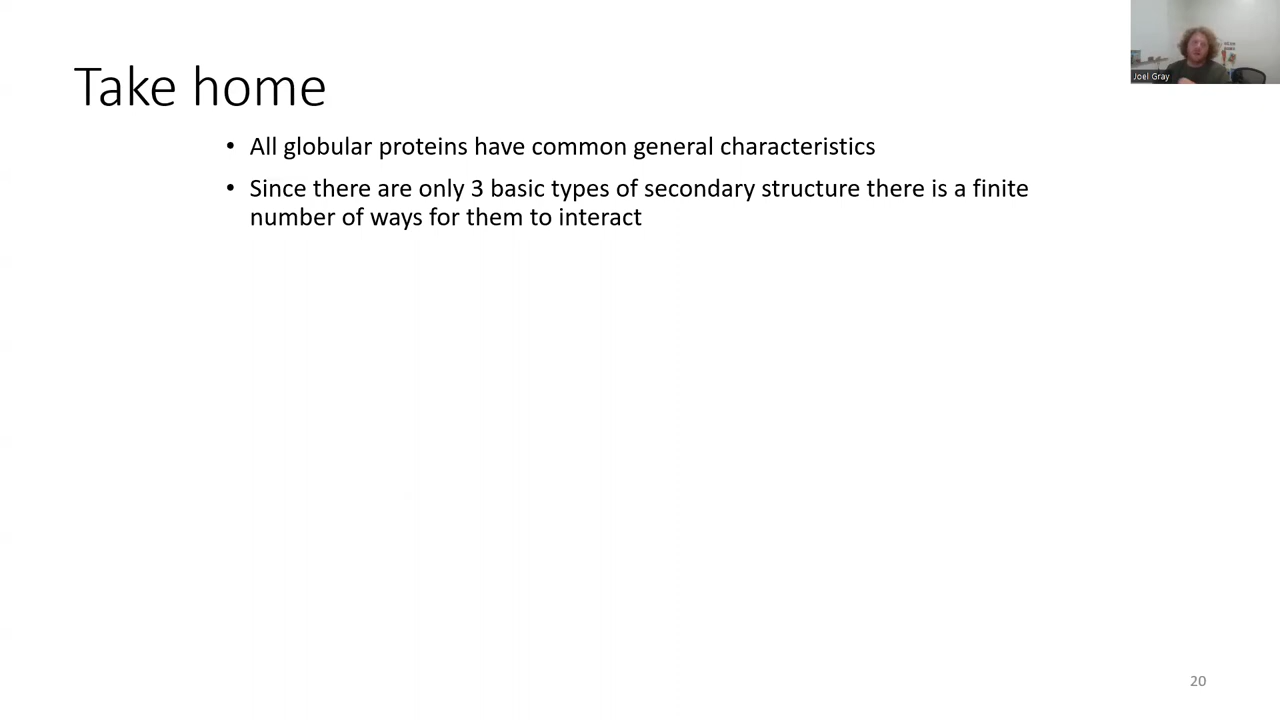 Take home
Joel Gray
• All globular proteins have common general characteristics
• Since there are only 3 basic types of secondary structure there is a finite
number of ways for them to interact
20